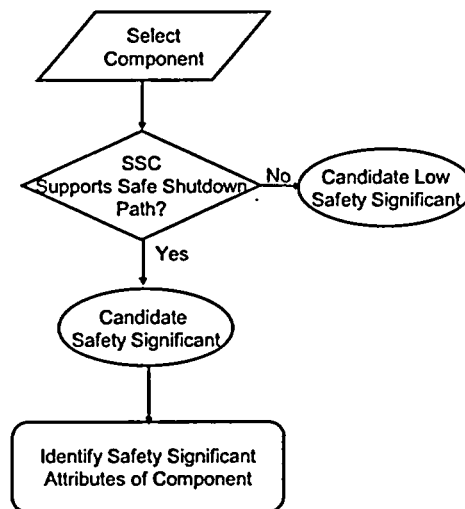 Select
Component
SSC
Supports Safe Shutdown
Path?
No
Candidate Low
Safety Significant
Yes
Candidate
Safety Significant
Identify Safety Significant
Attributes of Component